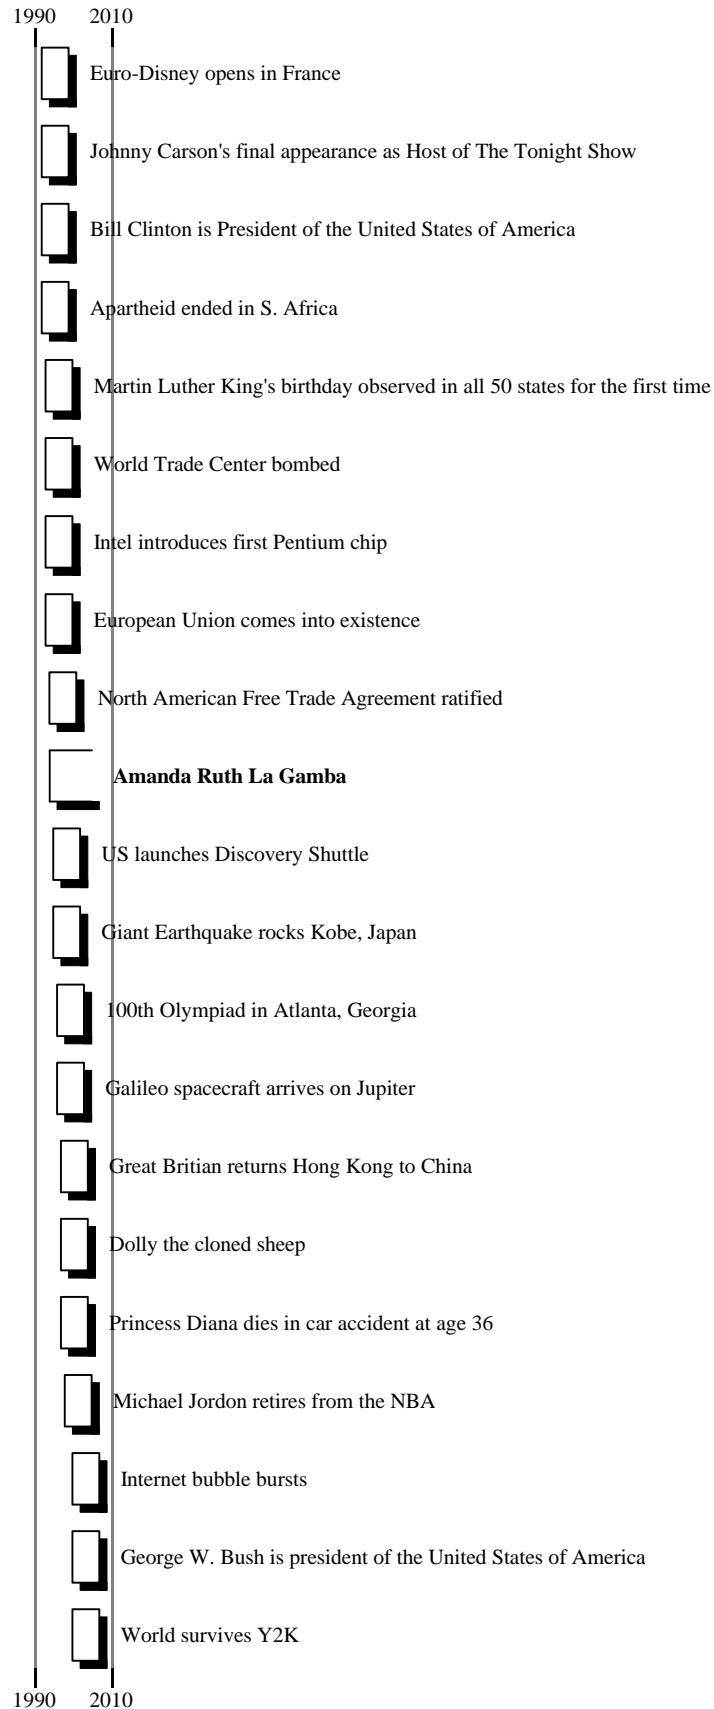 1990 2010
Euro-Disney opens in France
Johnny Carson's final appearance as Host of The Tonight Show
Bill Clinton is President of the United States of America
Apartheid ended in S. Africa
Martin Luther King's birthday observed in all 50 states for the first time
World Trade Center bombed
Intel introduces first Pentium chip
European Union comes into existence
North American Free Trade Agreement ratified
Amanda Ruth La Gamba
US launches Discovery Shuttle
Giant Earthquake rocks Kobe, Japan
100th Olympiad in Atlanta, Georgia
Galileo spacecraft arrives on Jupiter
Great Britian returns Hong Kong to China
Dolly the cloned sheep
Princess Diana dies in car accident at age 36
Michael Jordon retires from the NBA
Internet bubble bursts
George W. Bush is president of the United States of America
World survives Y2K
1990 2010